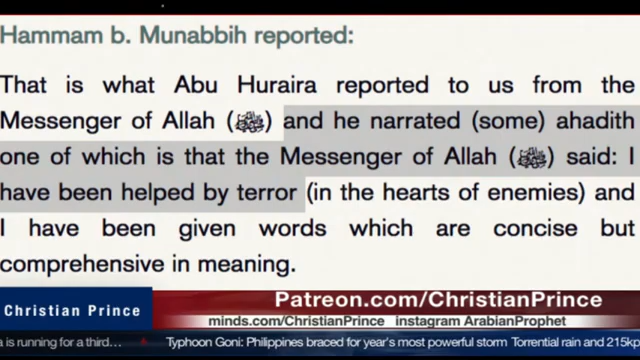 Hammam b. Munabbih reported:
That is what Abu Huraira reported to us from the
Messenger of Allah (ﷺ) and he narrated (some) ahadith
one of which is that the Messenger of Allah (ﷺ) said: I
have been helped by terror (in the hearts of enemies) and
I have been given words which are concise but
comprehensive in meaning.
Christian Prince
Patreon.com/ChristianPrince
minds.com/ChristianPrince instagram ArabianProphet
is running for a third… Typhoon Goni: Philippines braced for year's most powerful storm Torrential rain and 215kp